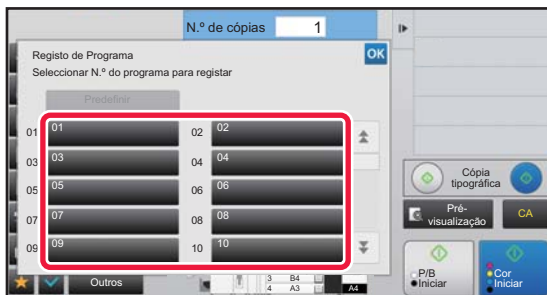 N.º de cópias 1
Registo de Programa
OK
Seleccionar N.º do programa para registar
Predefinir
01 01 02 02
03 03 04 04
05 05 06 06
07 07 08 08
09 09 10 10
Cópia
tipográfica
Pré-
visualização
CA
P/B
Iniciar
Cor
Iniciar
Outros
3 B4
4 A3
A4